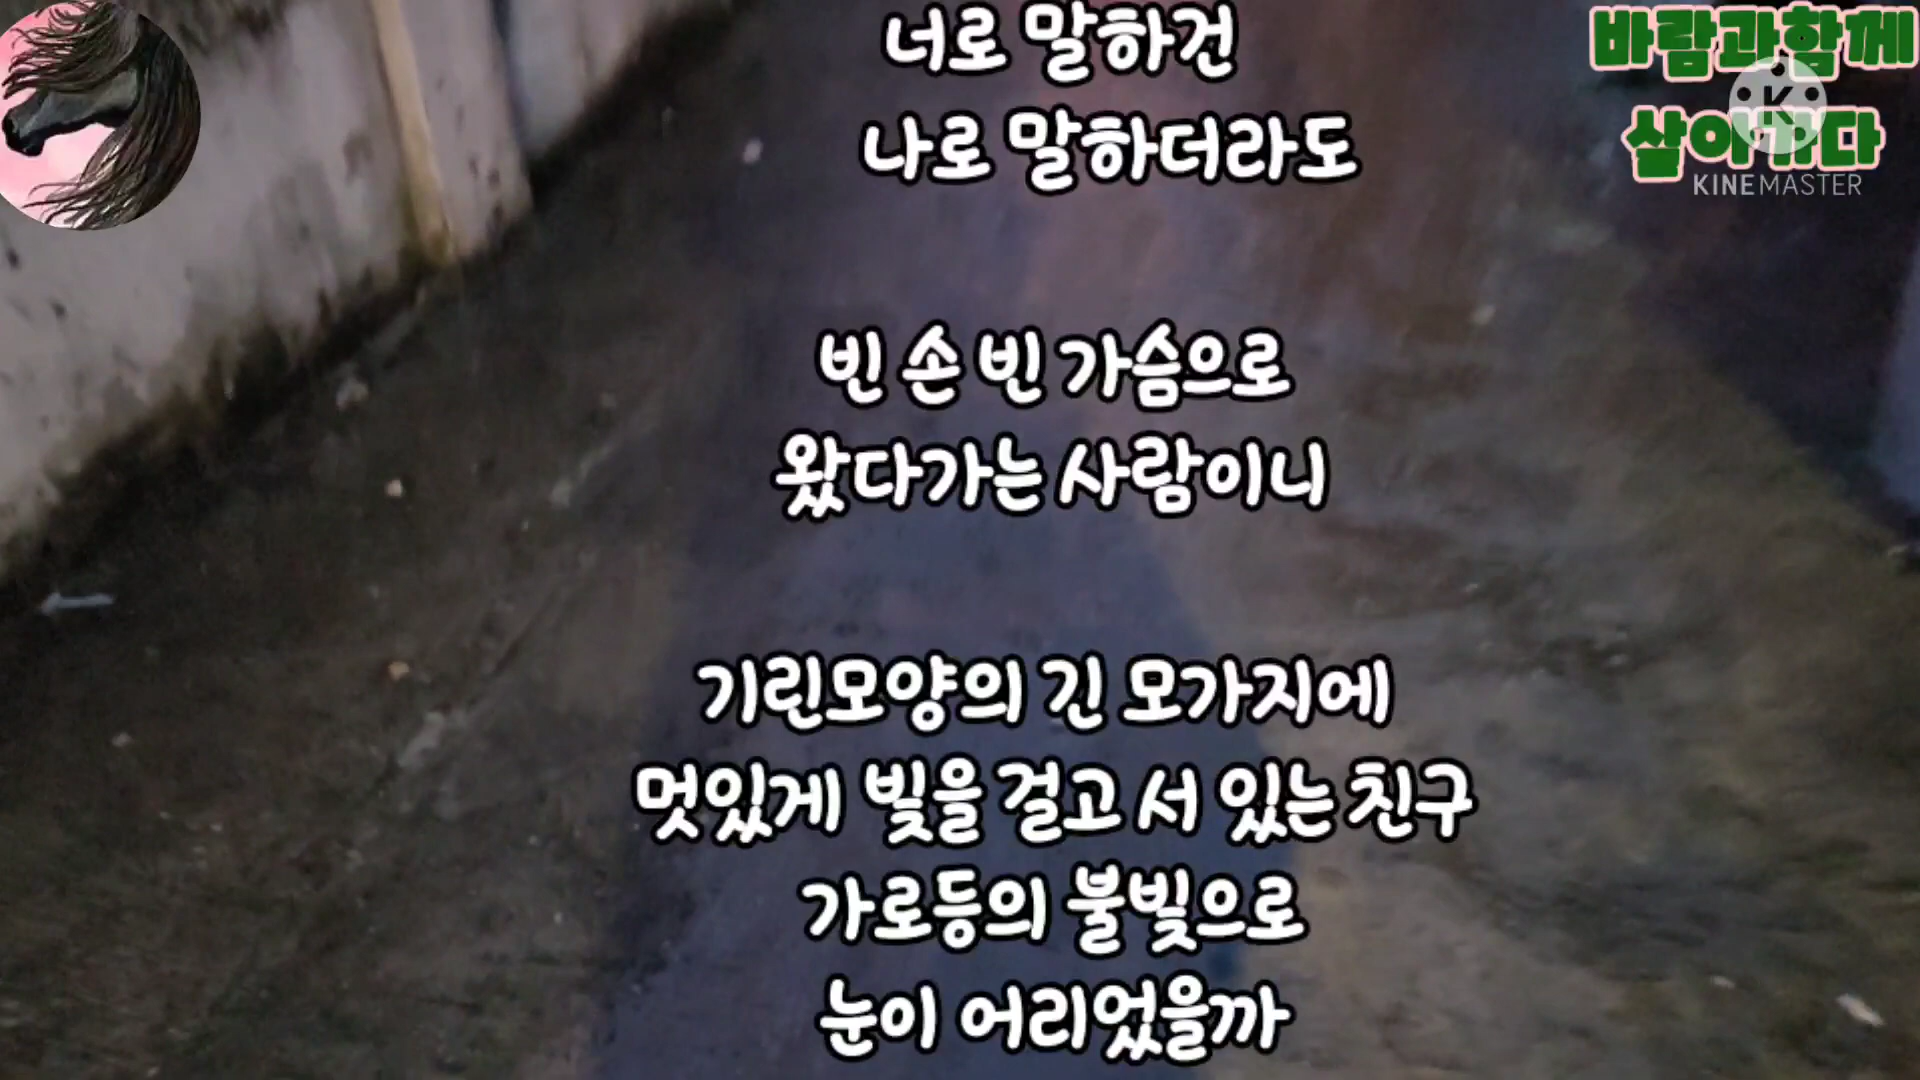 너로 말하건
나로 말하더라도
빈 손 빈 가슴으로
왔다가는 사람이니
기린모양의 긴 모가지에
멋있게 빛을 걸고 서 있는 친구
가로등의 불빛으로
눈이 어리었을까
바람과함께
살아가다
K
KINEMASTER